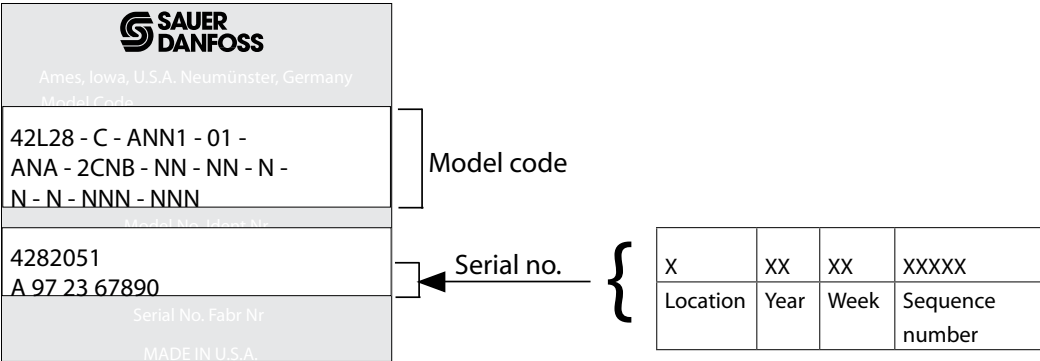 SAUER
DANFOSS
Ames, Iowa, U.S.A. Neumünster, Germany
Model Code
42L28 - C - ANN1 - 01 -
ANA - 2CNB - NN - NN - N -
N - N - NNN - NNN
Model No. Ident Nr
4282051
A 97 23 67890
Serial No. Fabr Nr
MADE IN U.S.A.
Model code
Serial no.
X XX XX XXXXX
Location Year Week Sequence
number